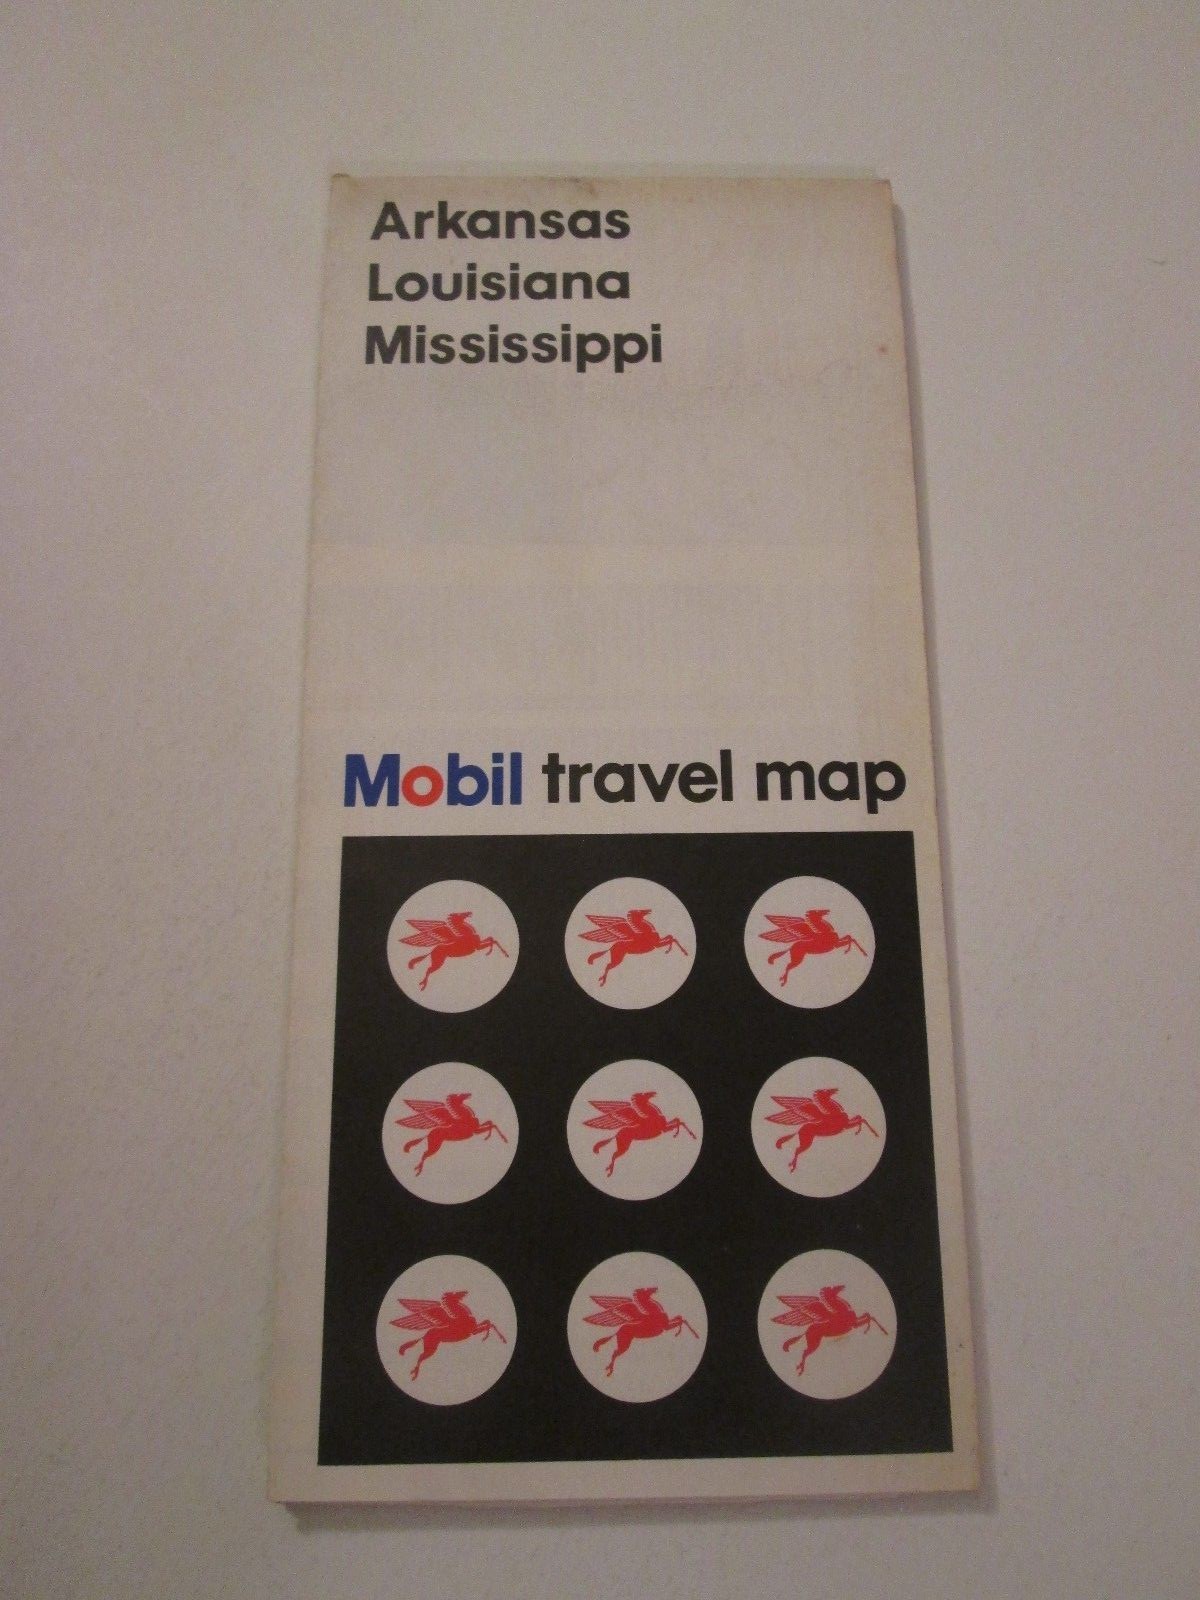 Arkansas
Louisiana
Mississippi
Mobil travel map